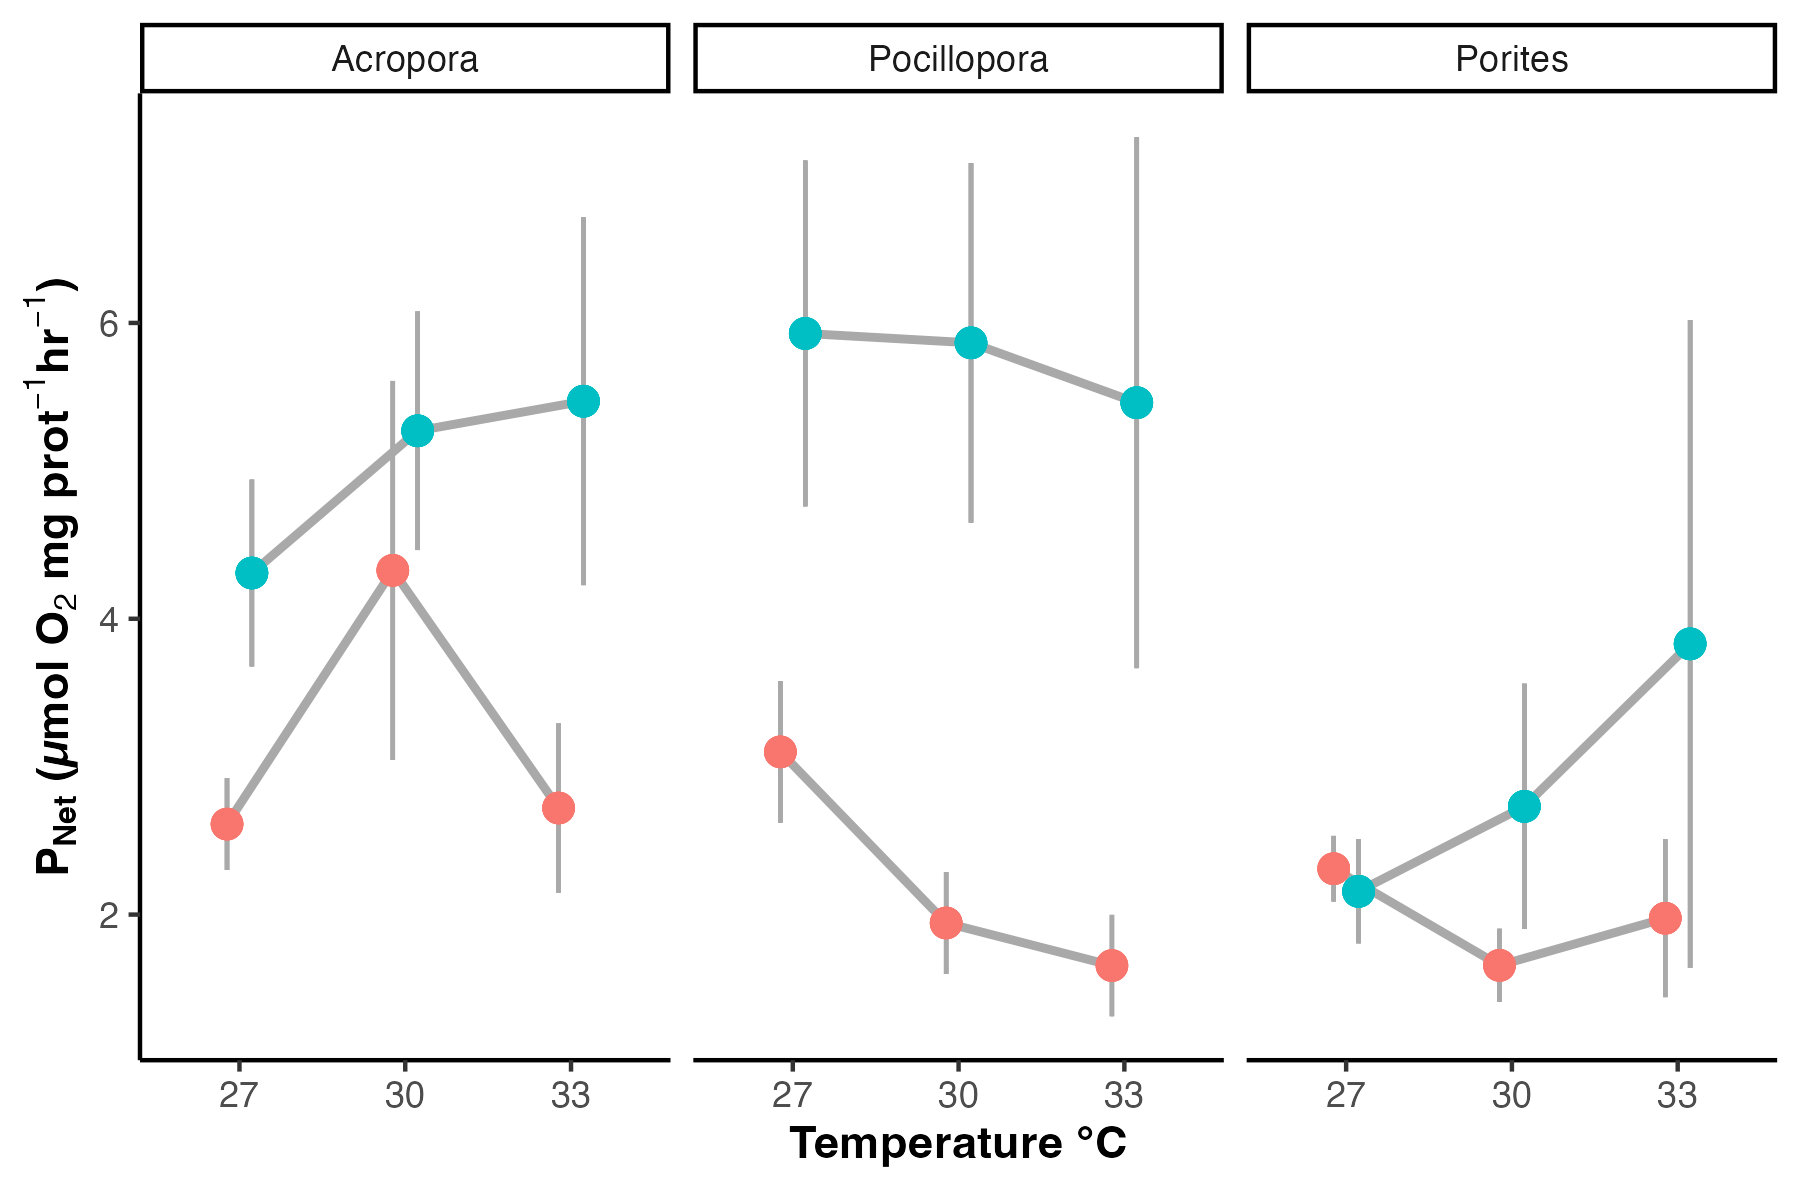 Acropora Pocillopora Porites
P_Net (µmol O₂ mg prot⁻¹hr⁻¹)
6
4
2
27 30 33 27 30 33 27 30 33
Temperature °C